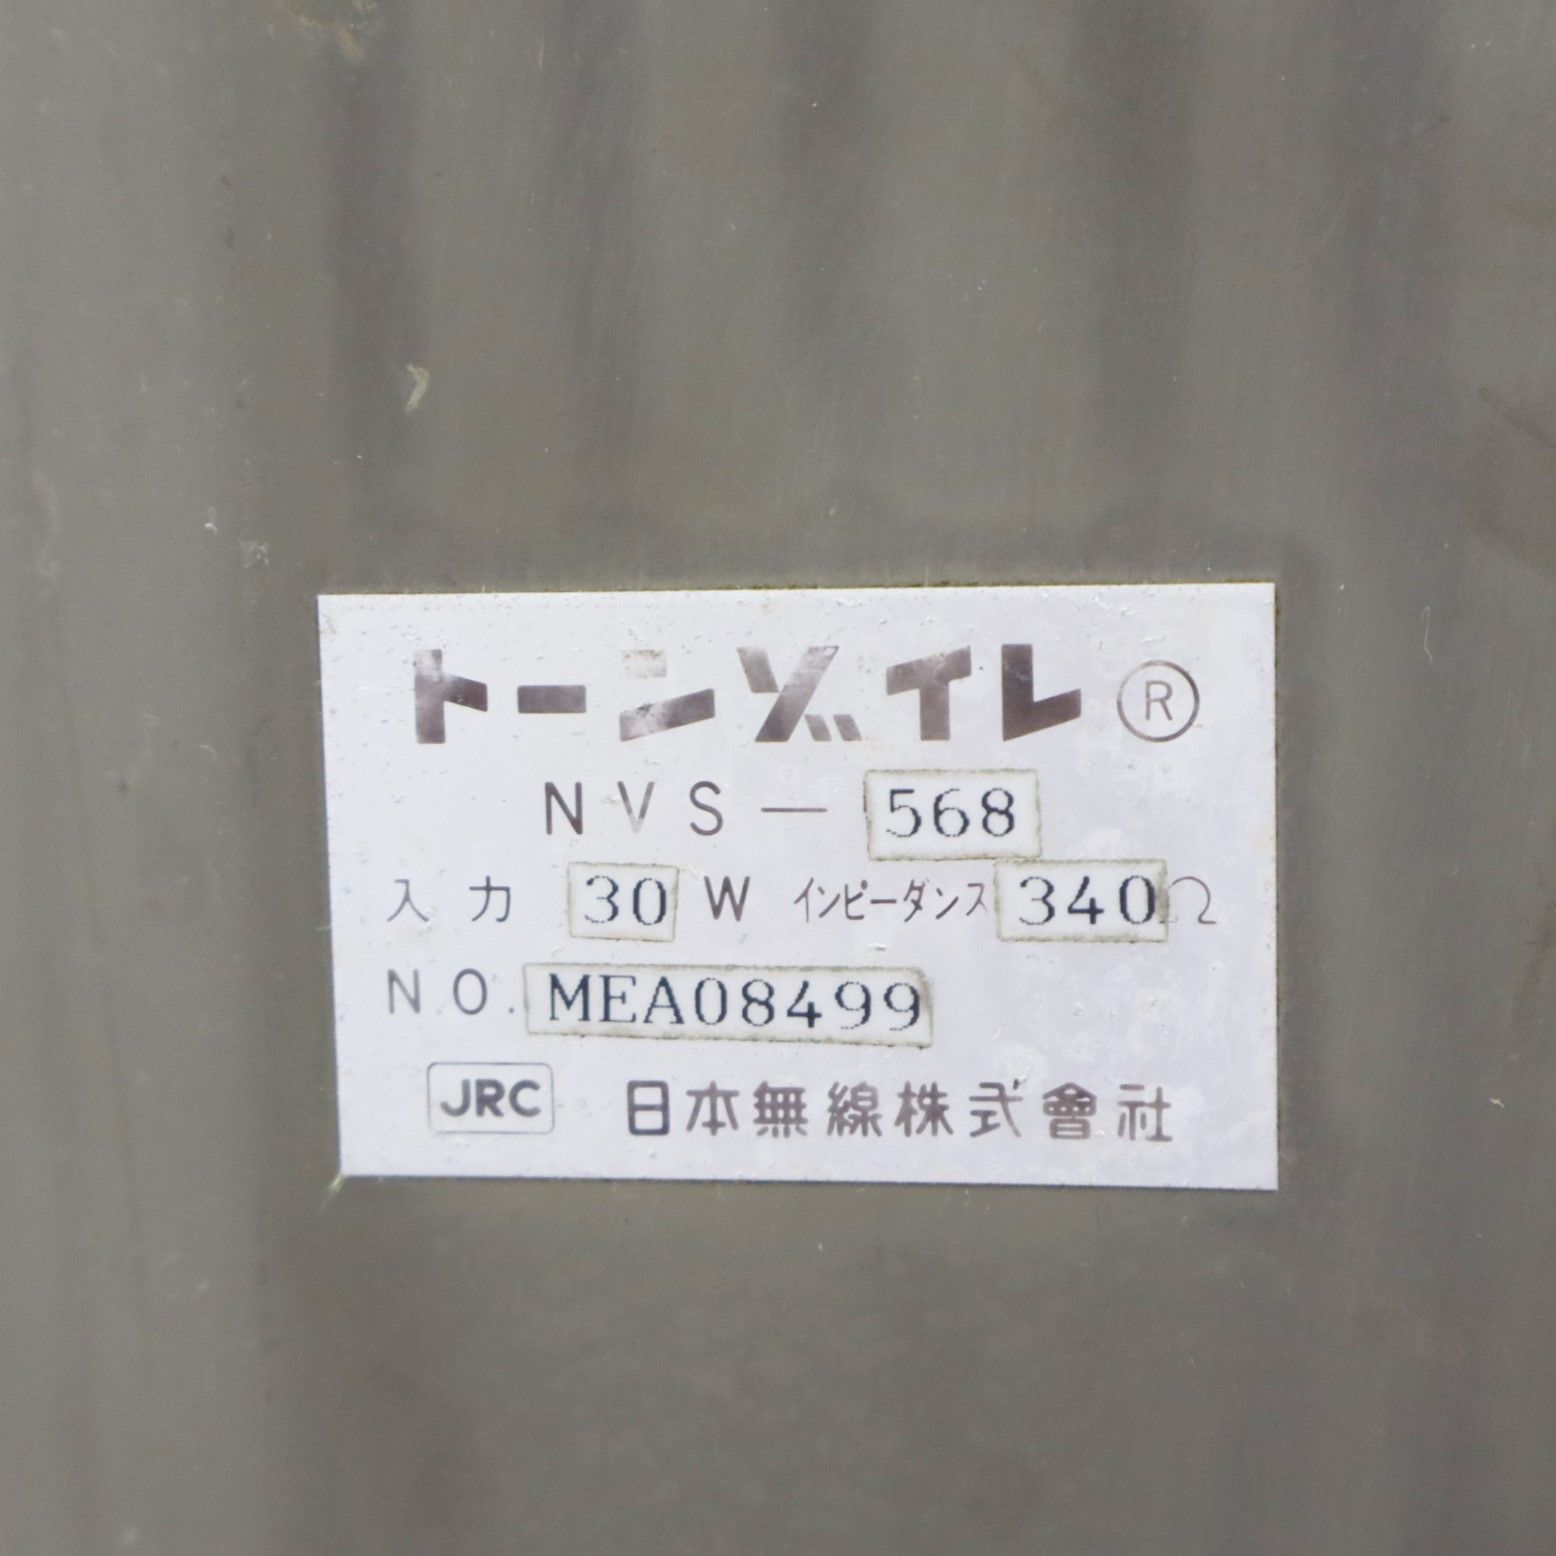 トーンゾイレ ®
NVS－568
入力 30 W インピーダンス 340Ω
NO. MEA08499
JRC 日本無線株式會社